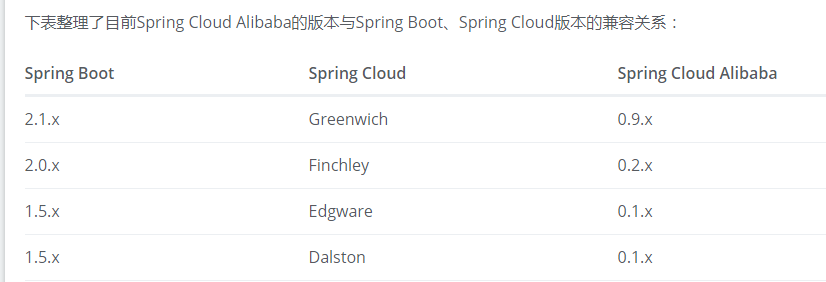 下表整理了目前Spring Cloud Alibaba的版本与Spring Boot、Spring Cloud版本的兼容关系：
Spring Boot Spring Cloud Spring Cloud Alibaba
2.1.x Greenwich 0.9.x
2.0.x Finchley 0.2.x
1.5.x Edgware 0.1.x
1.5.x Dalston 0.1.x